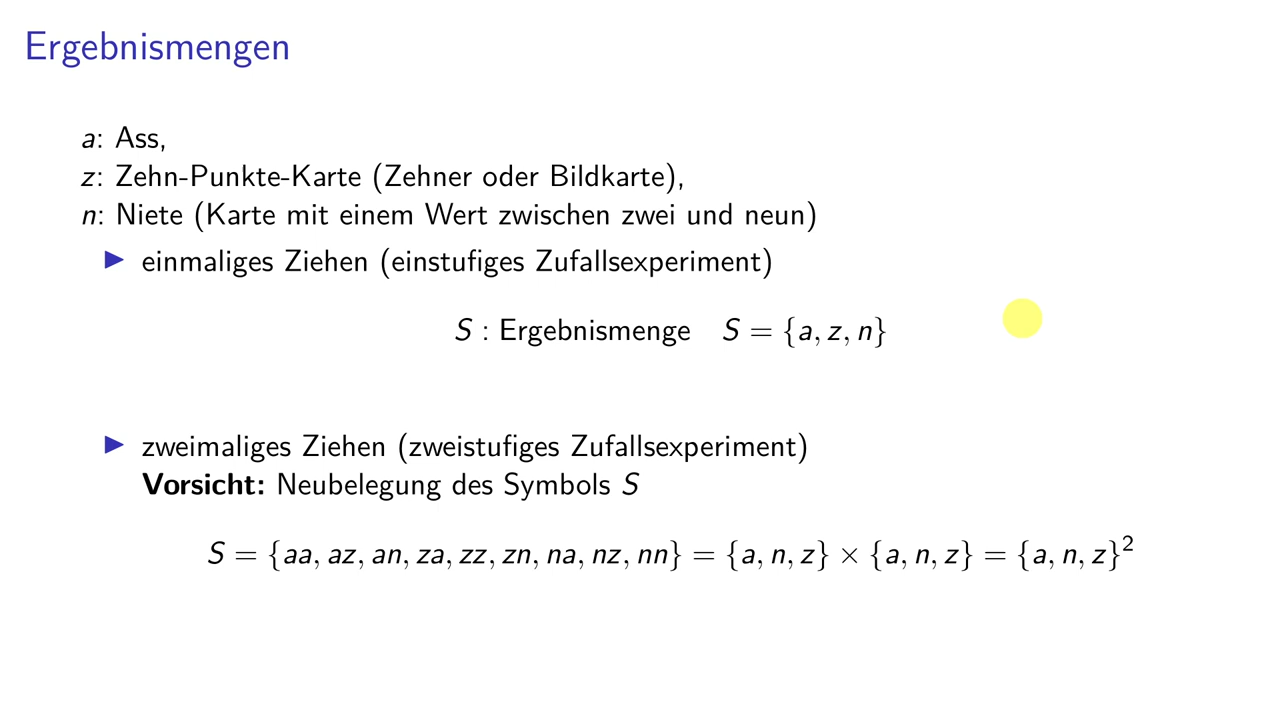 Ergebnismengen
a: Ass,
z: Zehn-Punkte-Karte (Zehner oder Bildkarte),
n: Niete (Karte mit einem Wert zwischen zwei und neun)
▶ einmaliges Ziehen (einstufiges Zufallsexperiment)
S : Ergebnismenge S = {a, z, n}
▶ zweimaliges Ziehen (zweistufiges Zufallsexperiment)
Vorsicht: Neubelegung des Symbols S
S = {aa, az, an, za, zz, zn, na, nz, nn} = {a, n, z} × {a, n, z} = {a, n, z}²